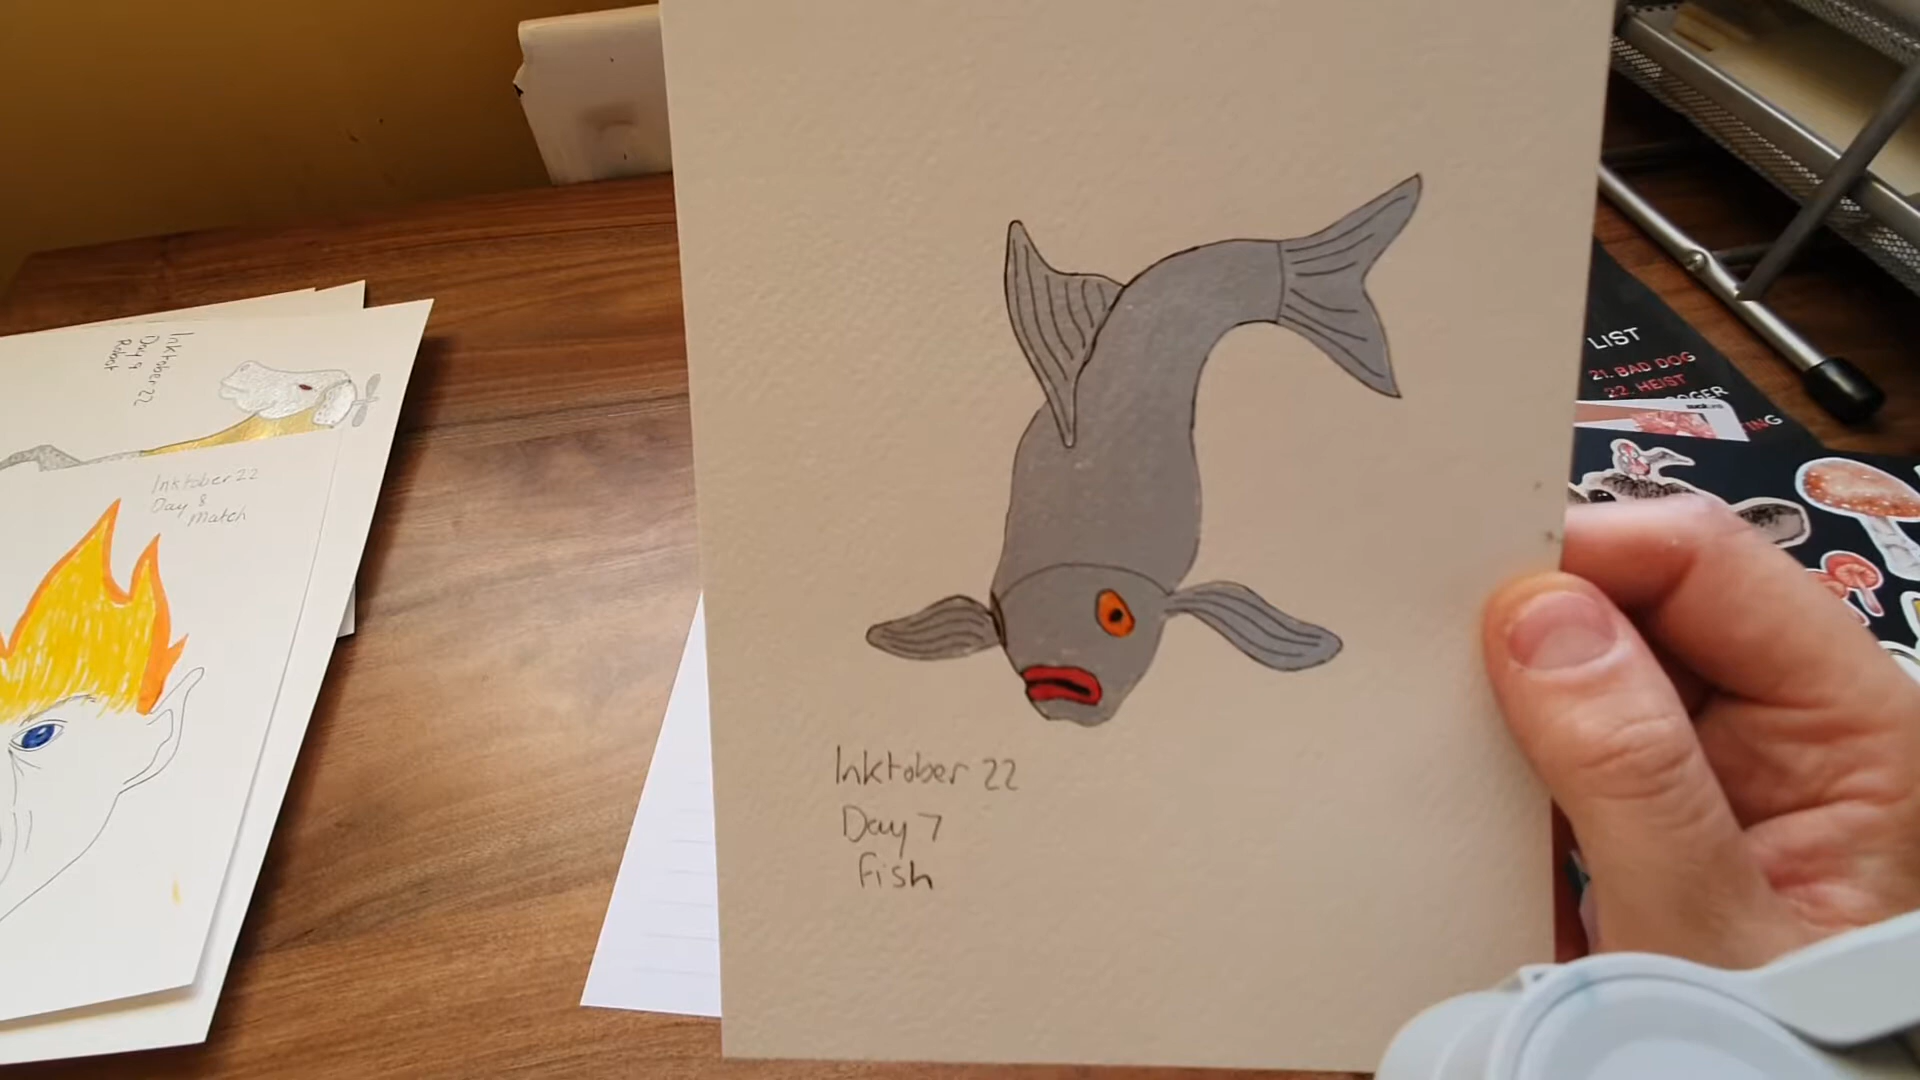 Inktober 22
Day 7
Fish
Inktober 22
Day 8
Match
Inktober 22
Day 9
Robot
LIST
21. BAD DOG
22. HEIST